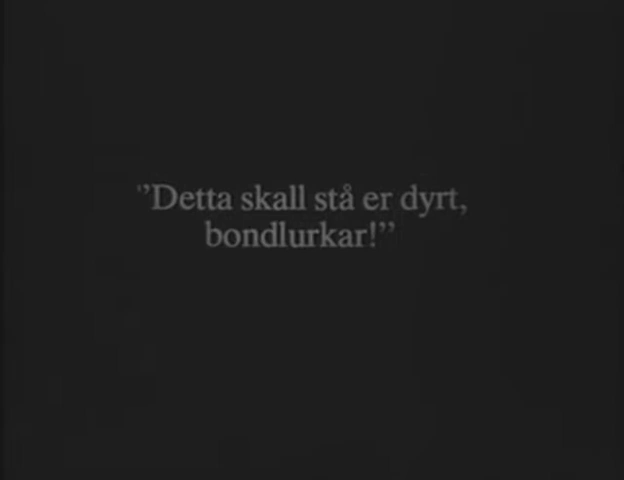 ”Detta skall stå er dyrt,
bondlurkar!”